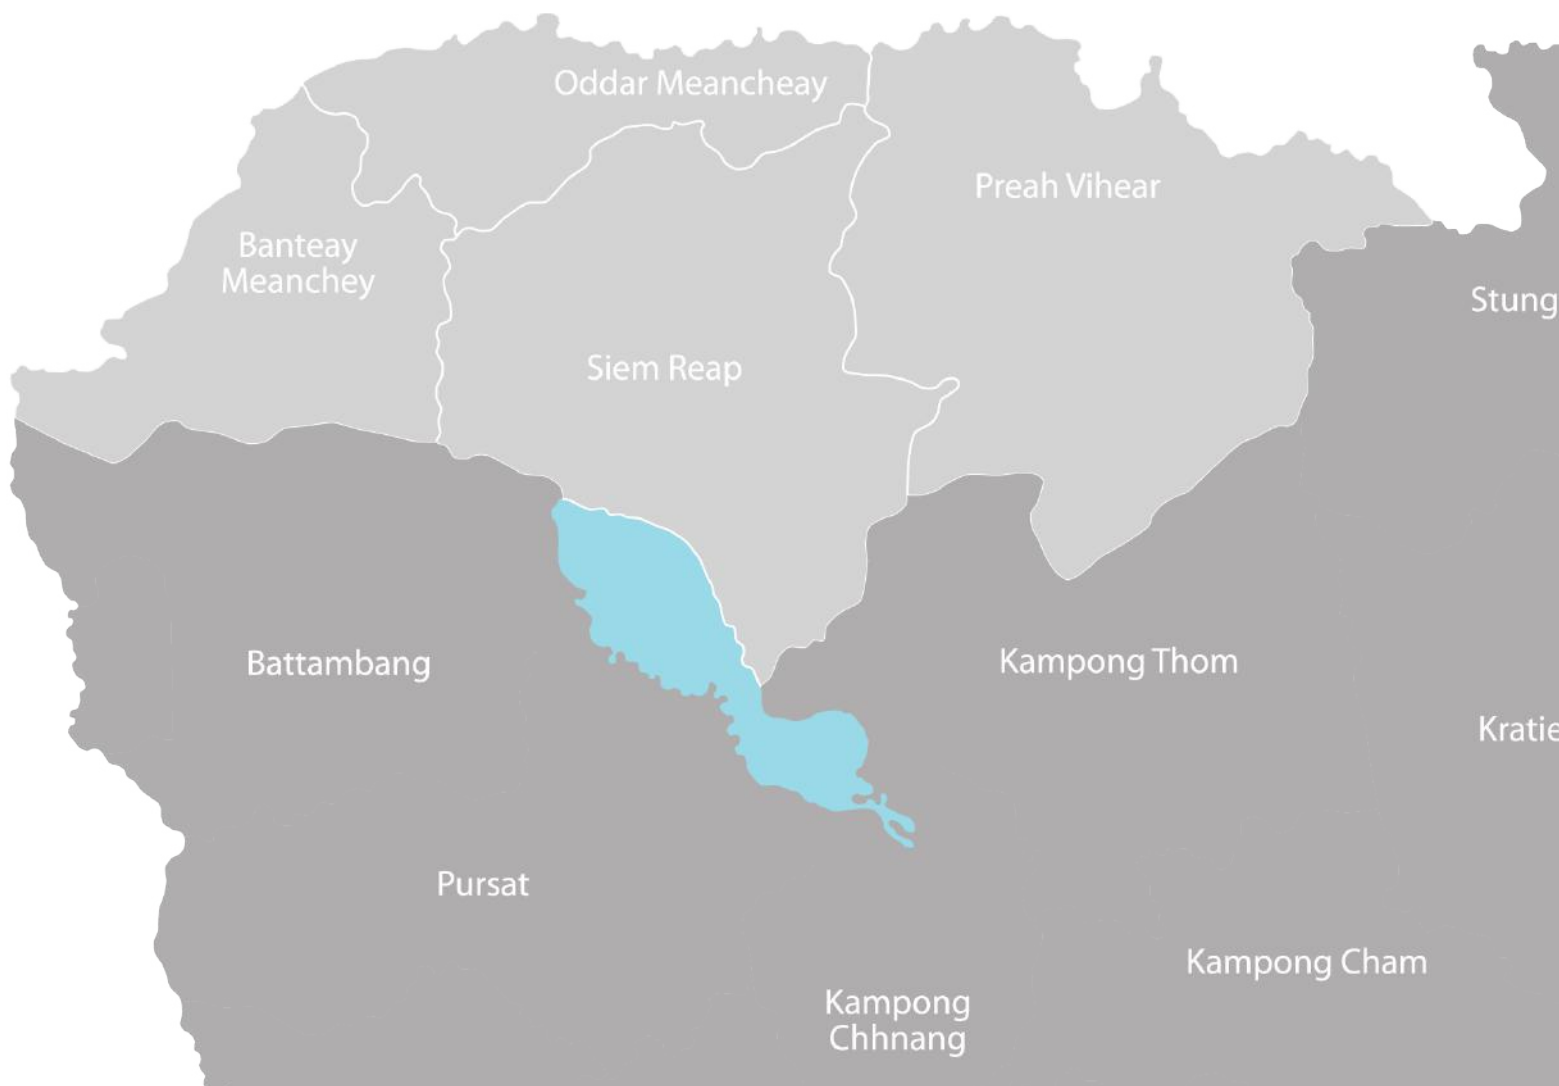 Oddar Meancheay
Preah Vihear
Banteay
Meanchey
Stung
Siem Reap
Battambang
Kampong Thom
Kratie
Pursat
Kampong Cham
Kampong
Chhnang